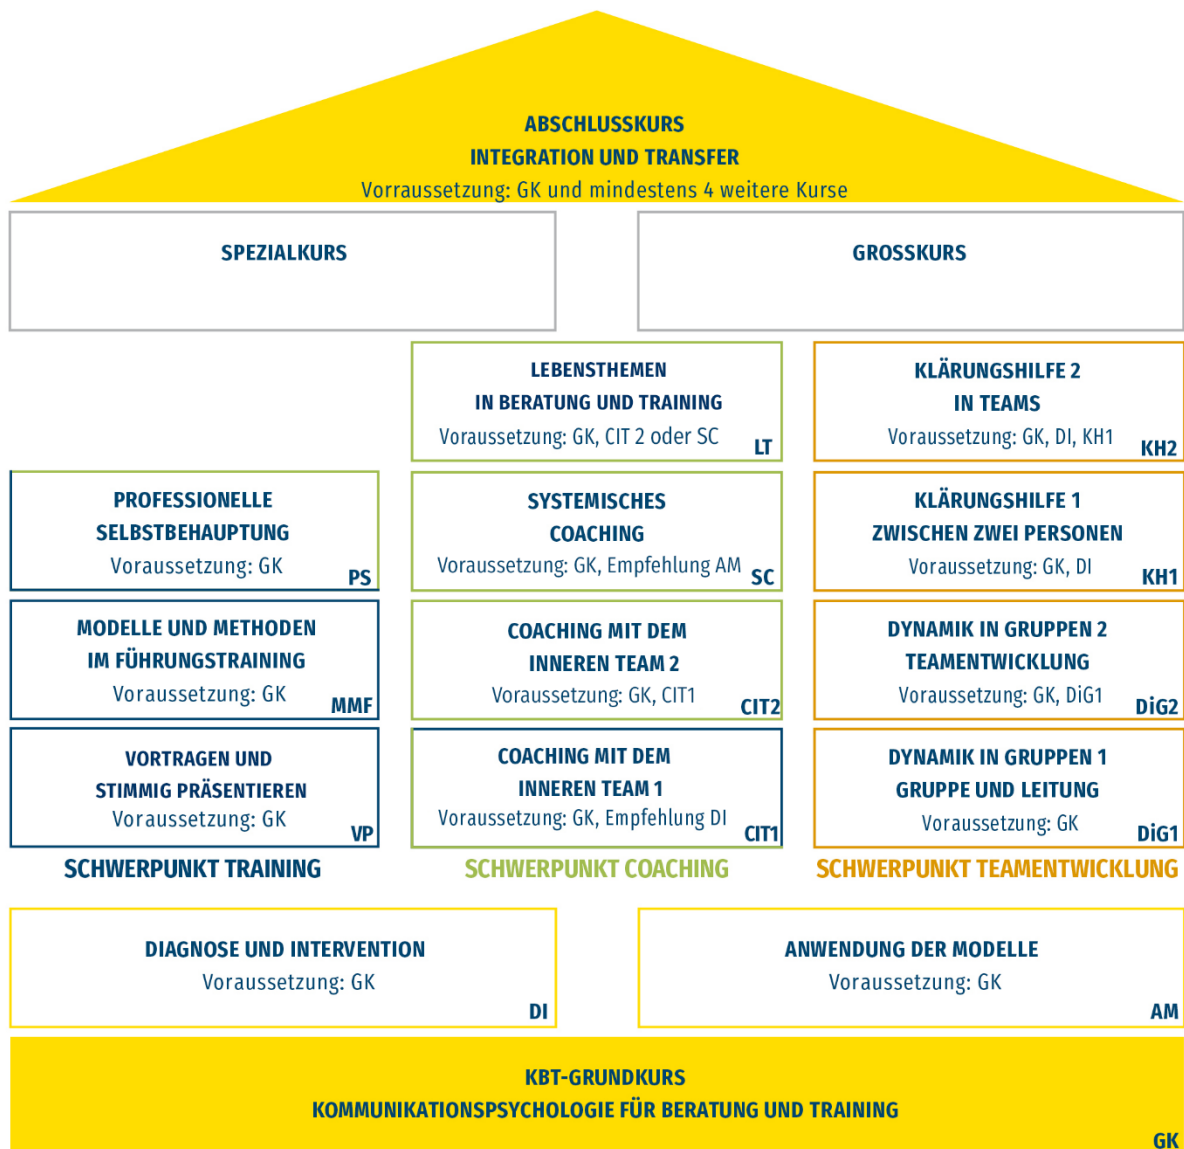 ABSCHLUSSKURS
INTEGRATION UND TRANSFER
Vorraussetzung: GK und mindestens 4 weitere Kurse
SPEZIALKURS
GROSSKURS
LEBENSTHEMEN
IN BERATUNG UND TRAINING
Voraussetzung: GK, CIT 2 oder SC
LT
KLÄRUNGSHILFE 2
IN TEAMS
Voraussetzung: GK, DI, KH1
KH2
PROFESSIONELLE
SELBSTBEHAUPTUNG
Voraussetzung: GK
PS
SYSTEMISCHES
COACHING
Voraussetzung: GK, Empfehlung AM
SC
KLÄRUNGSHILFE 1
ZWISCHEN ZWEI PERSONEN
Voraussetzung: GK, DI
KH1
MODELLE UND METHODEN
IM FÜHRUNGSTRAINING
Voraussetzung: GK
MMF
COACHING MIT DEM
INNEREN TEAM 2
Voraussetzung: GK, CIT1
CIT2
DYNAMIK IN GRUPPEN 2
TEAMENTWICKLUNG
Voraussetzung: GK, DiG1
DiG2
VORTRAGEN UND
STIMMIG PRÄSENTIEREN
Voraussetzung: GK
VP
COACHING MIT DEM
INNEREN TEAM 1
Voraussetzung: GK, Empfehlung DI
CIT1
DYNAMIK IN GRUPPEN 1
GRUPPE UND LEITUNG
Voraussetzung: GK
DiG1
SCHWERPUNKT TRAINING
SCHWERPUNKT COACHING
SCHWERPUNKT TEAMENTWICKLUNG
DIAGNOSE UND INTERVENTION
Voraussetzung: GK
DI
ANWENDUNG DER MODELLE
Voraussetzung: GK
AM
KBT-GRUNDKURS
KOMMUNIKATIONSPSYCHOLOGIE FÜR BERATUNG UND TRAINING
GK